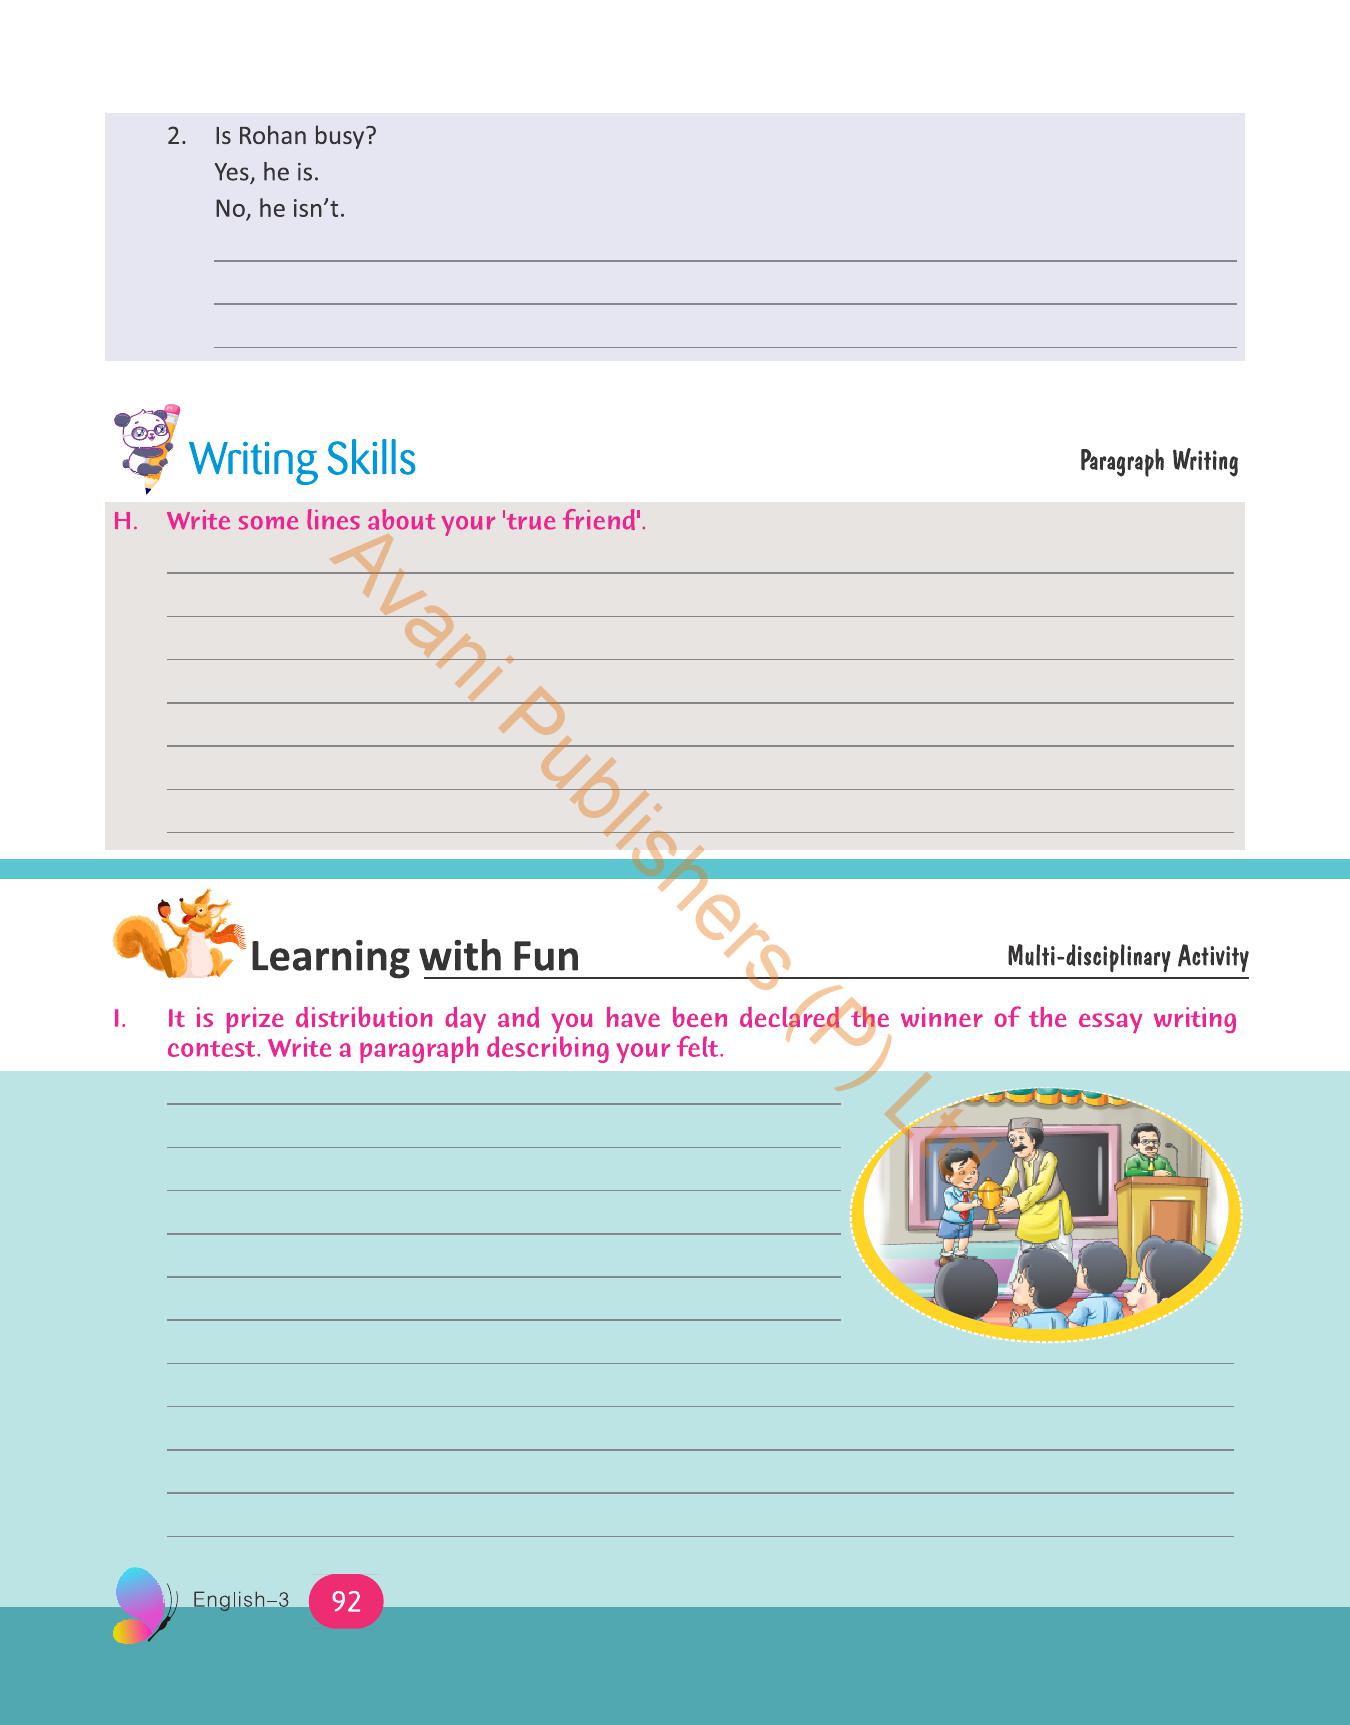 2. Is Rohan busy?
Yes, he is.
No, he isn't.
Writing Skills
Paragraph Writing
H. Write some lines about your 'true friend'.
Avani Publishers (P) Ltd
Learning with Fun
Multi-disciplinary Activity
I. It is prize distribution day and you have been declared the winner of the essay writing
contest. Write a paragraph describing your felt.
English–3 92